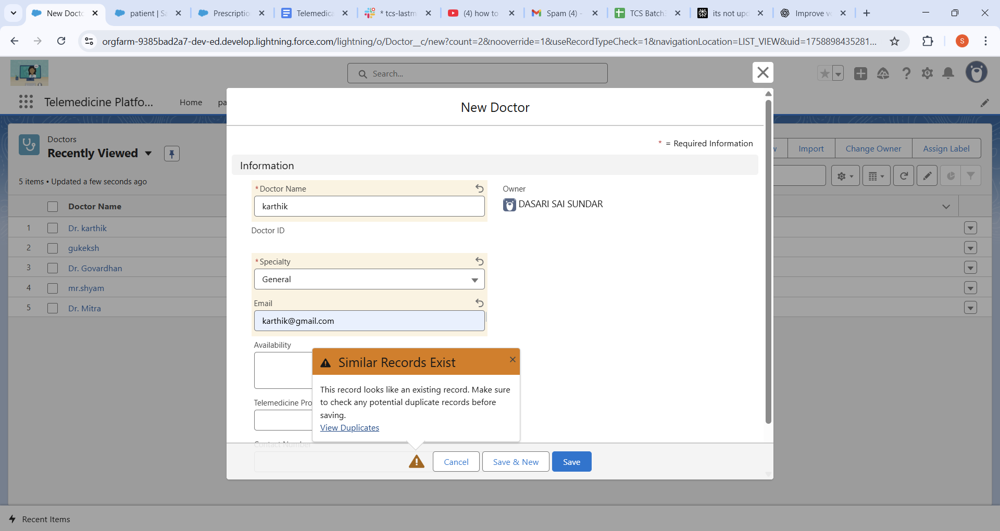 New Docto
patient | Sa
Prescriptio
Telemedica
* tcs-lastm
(4) how to
Spam (4) -
TCS Batch
its not upd
Improve v
orgfarm-9385bad2a7-dev-ed.develop.lightning.force.com/lightning/o/Doctor__c/new?count=2&nooverride=1&useRecordTypeCheck=1&navigationLocation=LIST_VIEW&uid=1758898435281...
S
Search...
Telemedicine Platfo...
Home
pa
Doctors
Recently Viewed
5 items • Updated a few seconds ago
w
Import
Change Owner
Assign Label
Doctor Name
1 Dr. karthik
2 gukeksh
3 Dr. Govardhan
4 mr.shyam
5 Dr. Mitra
New Doctor
* = Required Information
Information
*Doctor Name
karthik
Owner
DASARI SAI SUNDAR
Doctor ID
*Specialty
General
Email
karthik@gmail.com
Availability
Telemedicine Pro
Similar Records Exist
This record looks like an existing record. Make sure
to check any potential duplicate records before
saving.
View Duplicates
Contact Number
Cancel
Save & New
Save
Recent Items